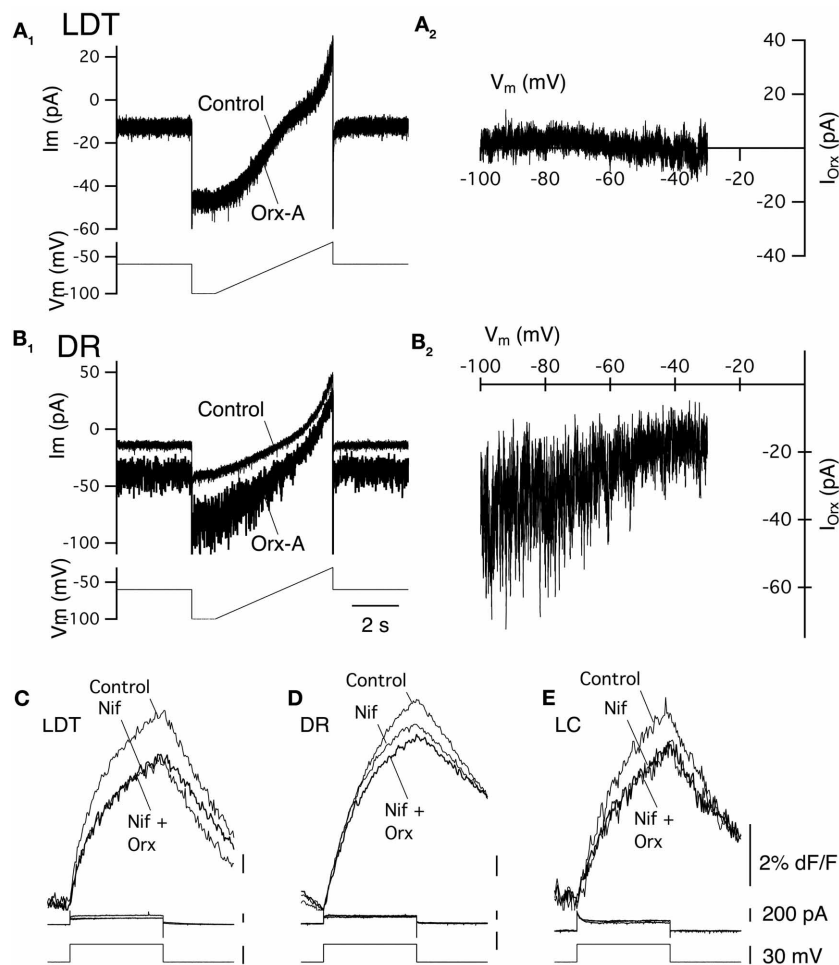 A1 LDT
20
0
-20
-40
-60
Im (pA)
Control
Orx-A
-50
-100
Vm (mV)
A2
40
20
-20
-40
Vm (mV)
-100 -80 -60 -40 -20
IOrx (pA)
B1 DR
50
0
-50
-100
Im (pA)
Control
Orx-A
-50
-100
Vm (mV)
2 s
B2
Vm (mV)
-100 -80 -60 -40 -20
-20
-40
-60
IOrx (pA)
C
LDT
Control
Nif
Nif +
Orx
D
DR
Control
Nif
Nif +
Orx
E
LC
Control
Nif
Nif +
Orx
2% dF/F
200 pA
30 mV